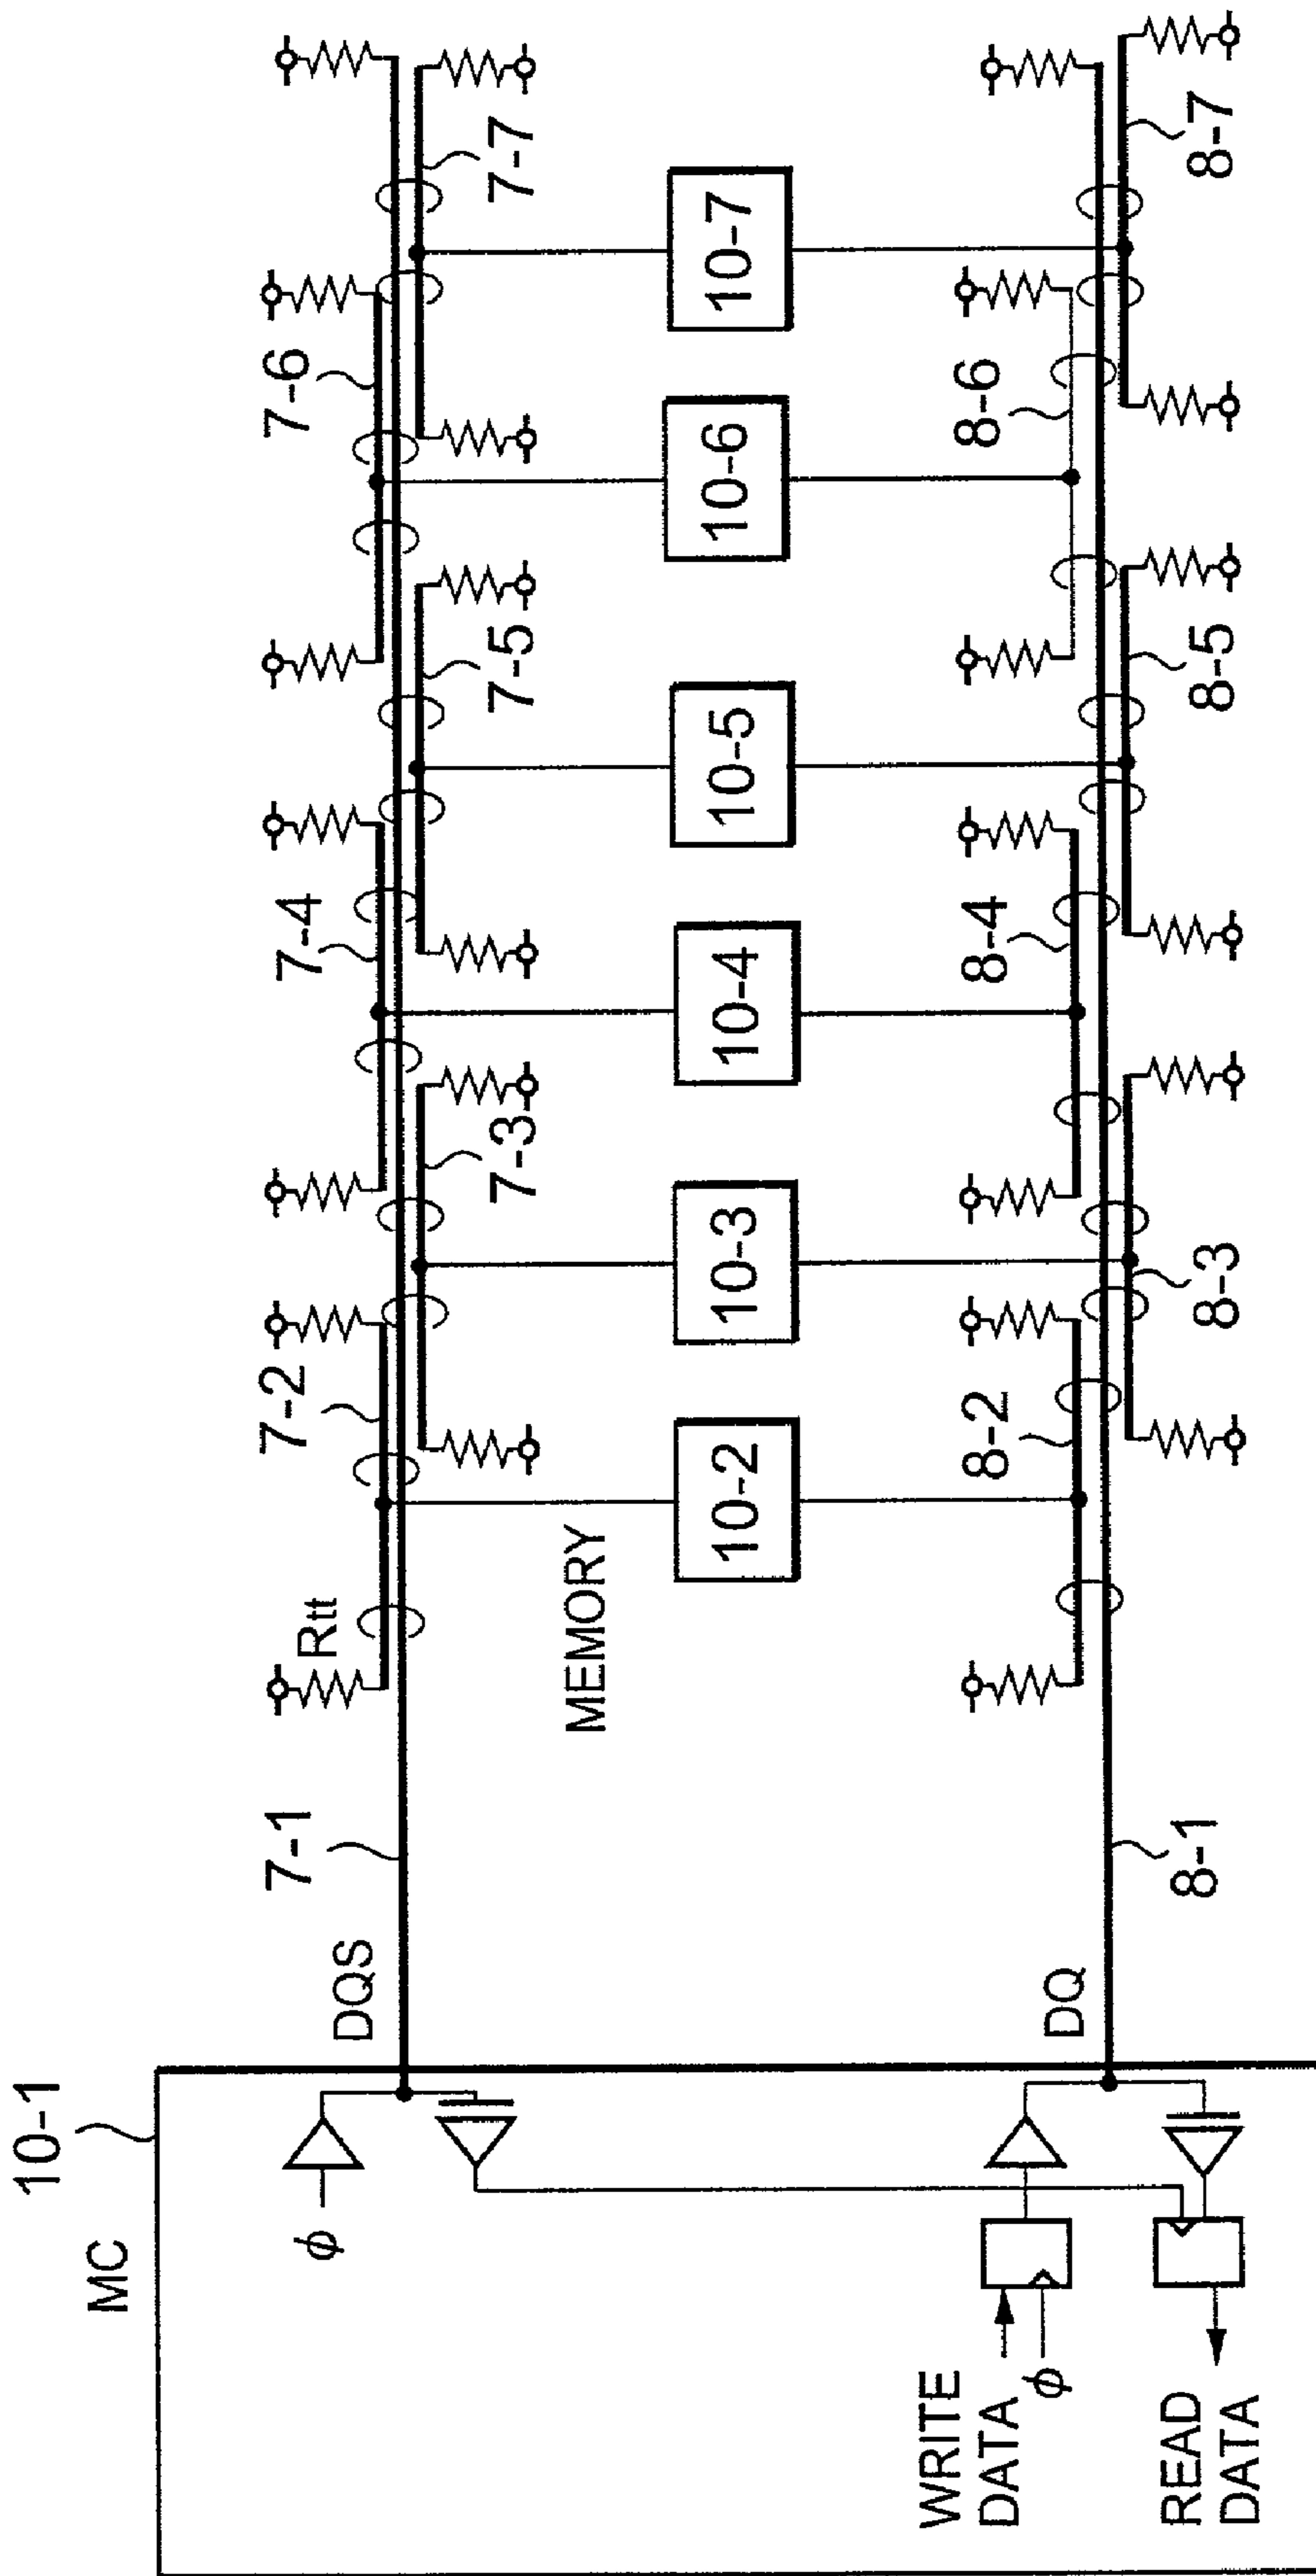 10-1
MC
φ
WRITE
DATA
φ
READ
DATA
DQS
DQ
7-1
8-1
Rtt
MEMORY
7-2
7-3
7-4
7-5
7-6
7-7
10-2
10-3
10-4
10-5
10-6
10-7
8-2
8-3
8-4
8-5
8-6
8-7